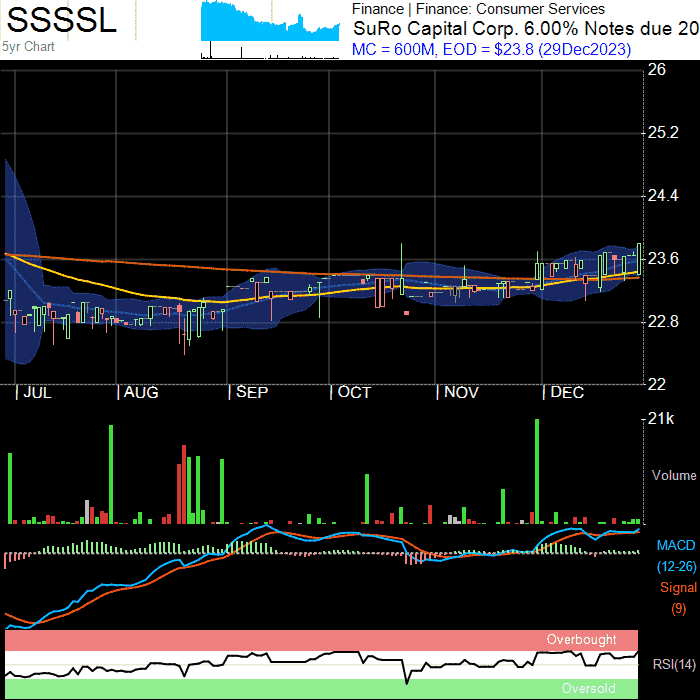 SSSSL
5yr Chart
Finance | Finance: Consumer Services
SuRo Capital Corp. 6.00% Notes due 20
MC = 600M, EOD = $23.8 (29Dec2023)
26
25.2
24.4
23.6
22.8
22
JUL AUG SEP OCT NOV DEC
21k
Volume
MACD
(12-26)
Signal
(9)
Overbought
RSI(14)
Oversold